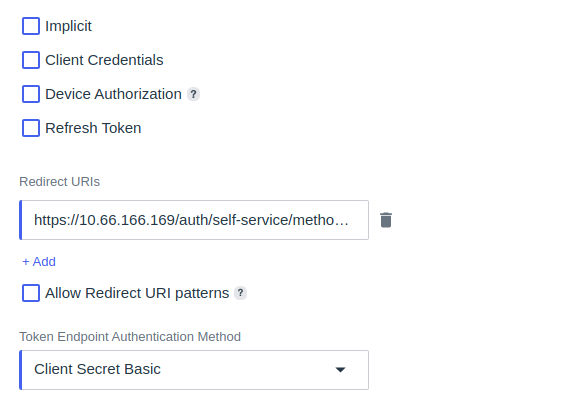 Implicit
Client Credentials
Device Authorization ?
Refresh Token
Redirect URIs
https://10.66.166.169/auth/self-service/metho…
+ Add
Allow Redirect URI patterns ?
Token Endpoint Authentication Method
Client Secret Basic